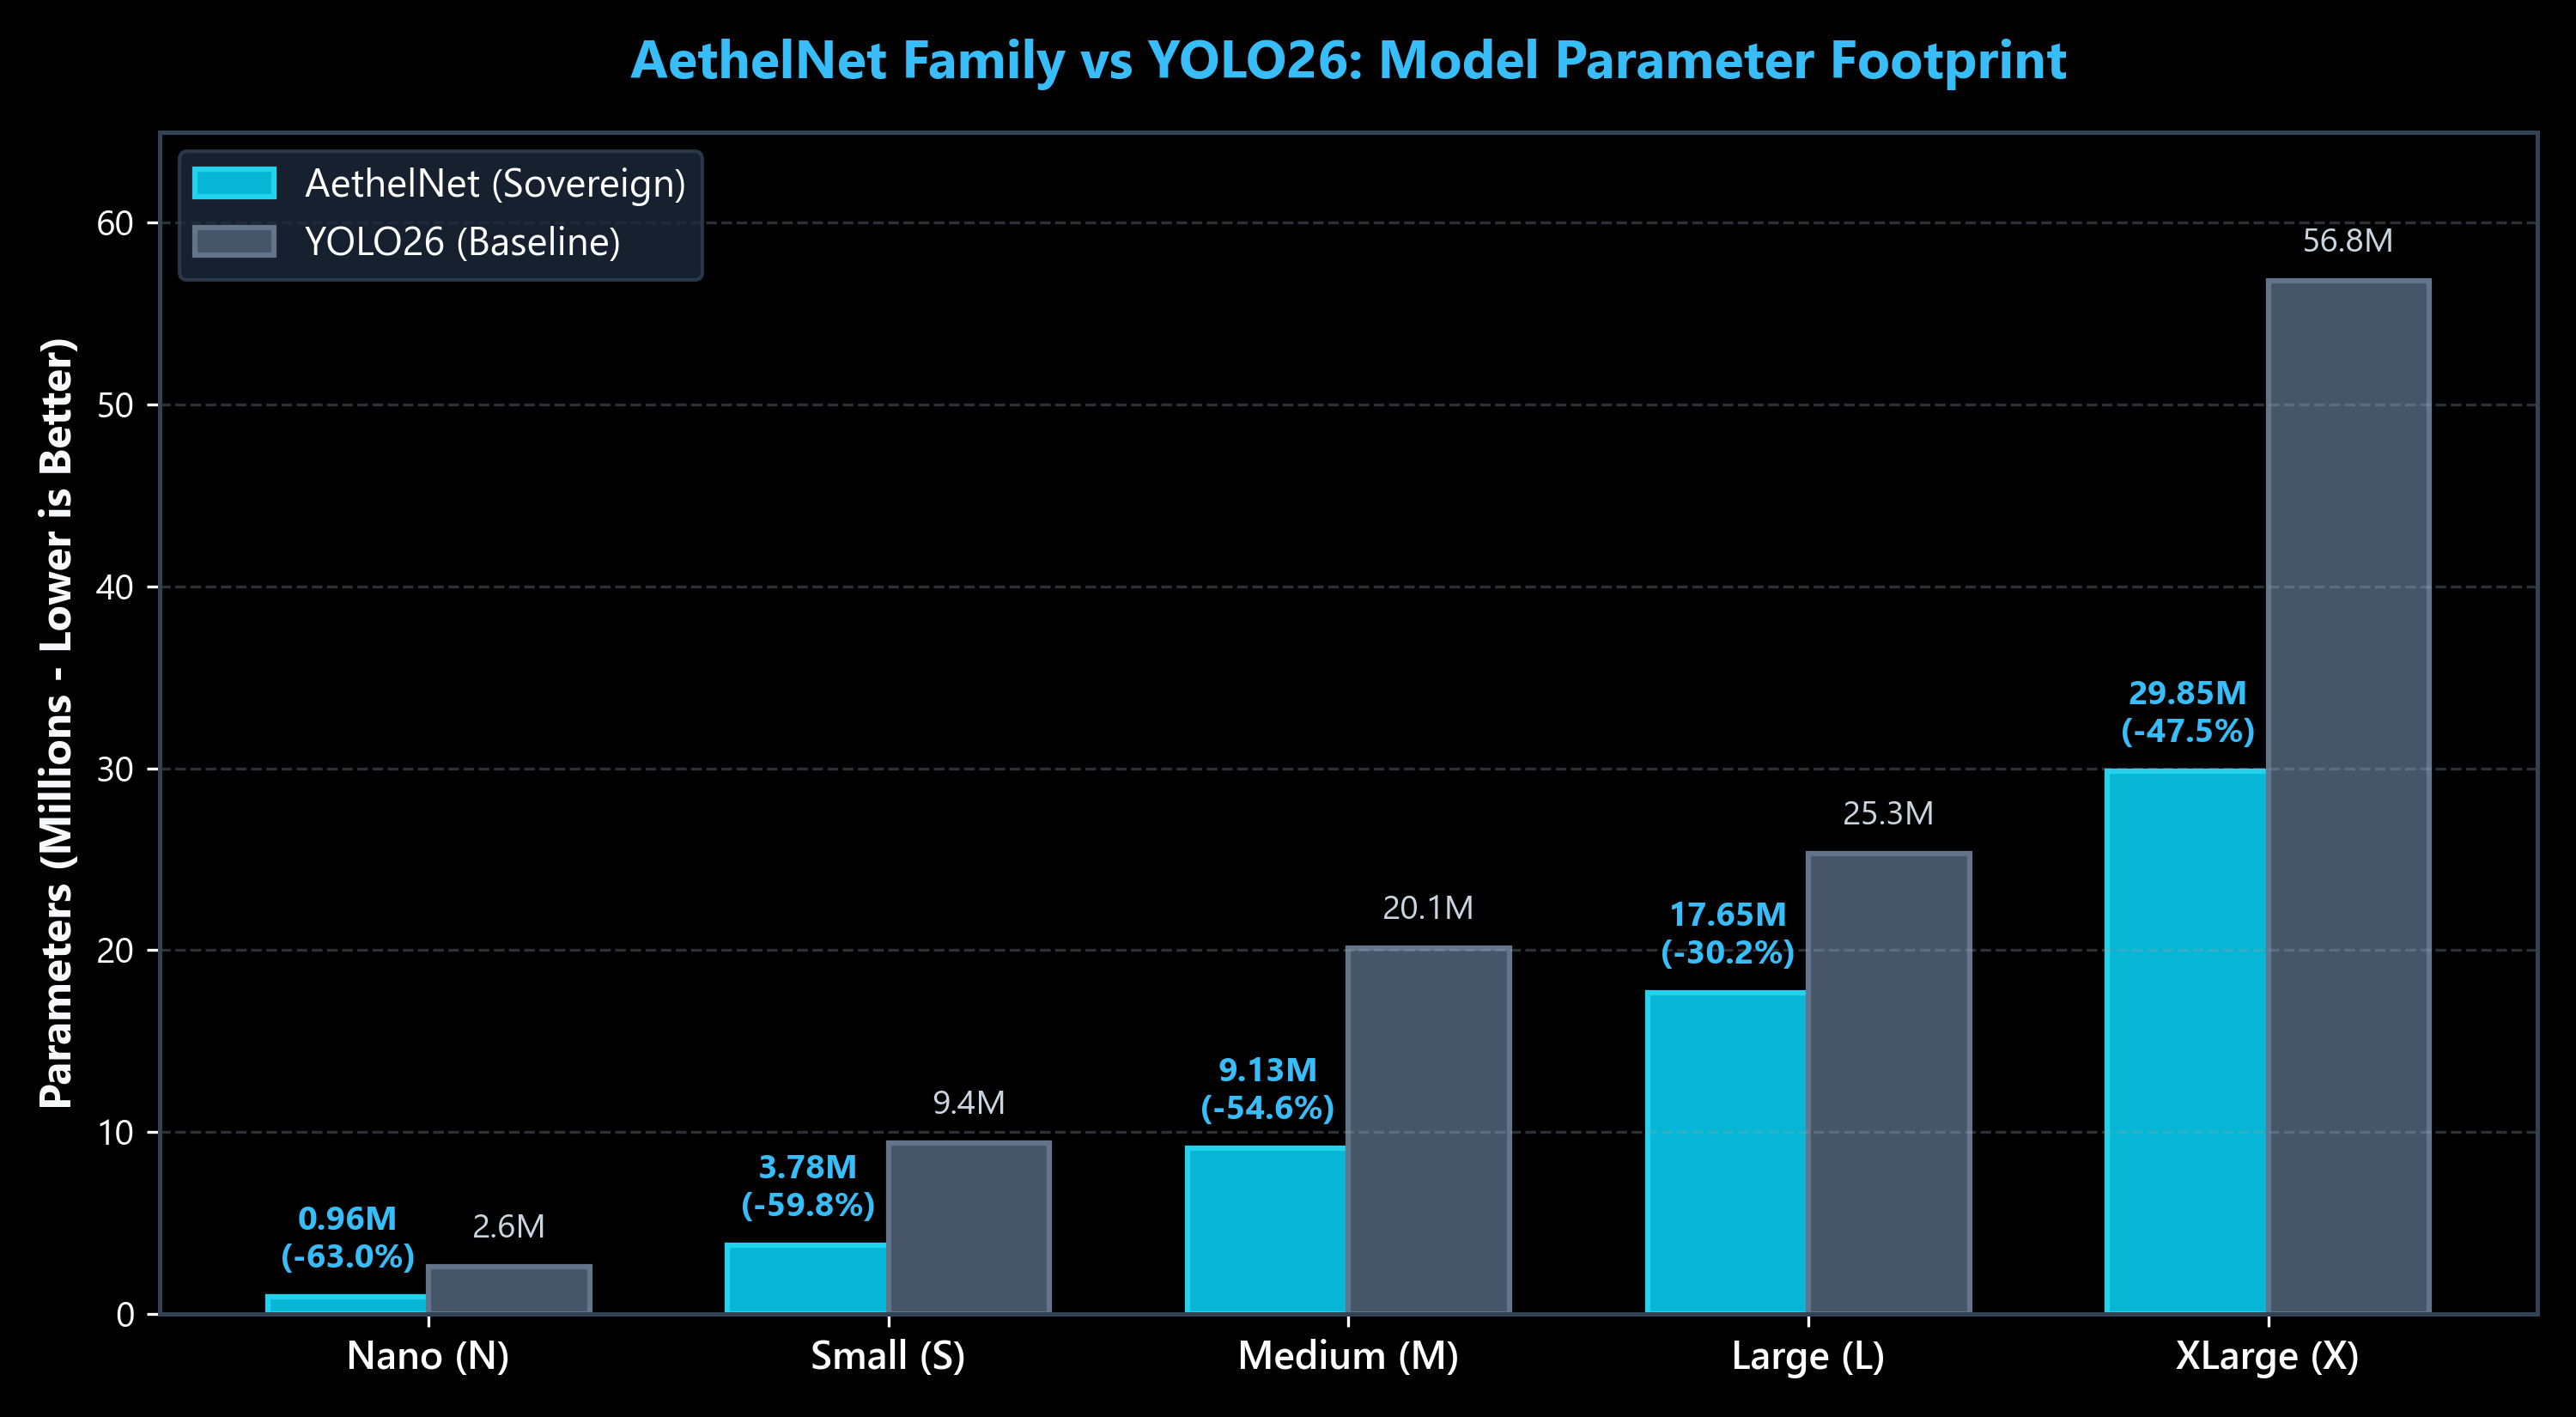 AethelNet Family vs YOLO26: Model Parameter Footprint
AethelNet (Sovereign)
YOLO26 (Baseline)
Parameters (Millions - Lower is Better)
60
50
40
30
20
10
0
0.96M
(-63.0%)
2.6M
3.78M
(-59.8%)
9.4M
9.13M
(-54.6%)
20.1M
17.65M
(-30.2%)
25.3M
29.85M
(-47.5%)
56.8M
Nano (N)
Small (S)
Medium (M)
Large (L)
XLarge (X)